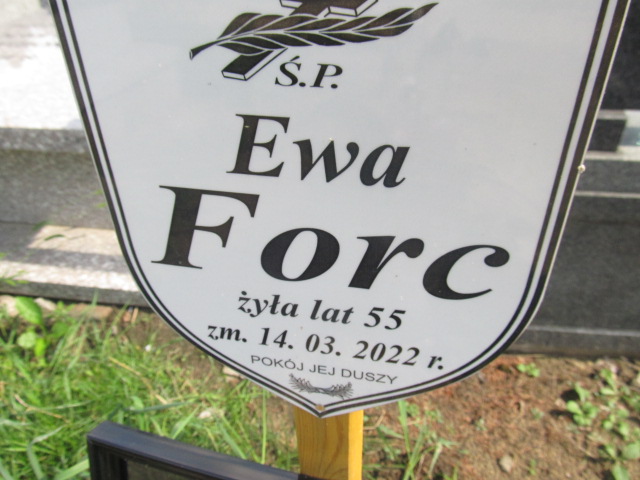 Ś.P.
Ewa
Forc
żyła lat 55
zm. 14. 03. 2022 r.
POKÓJ JEJ DUSZY